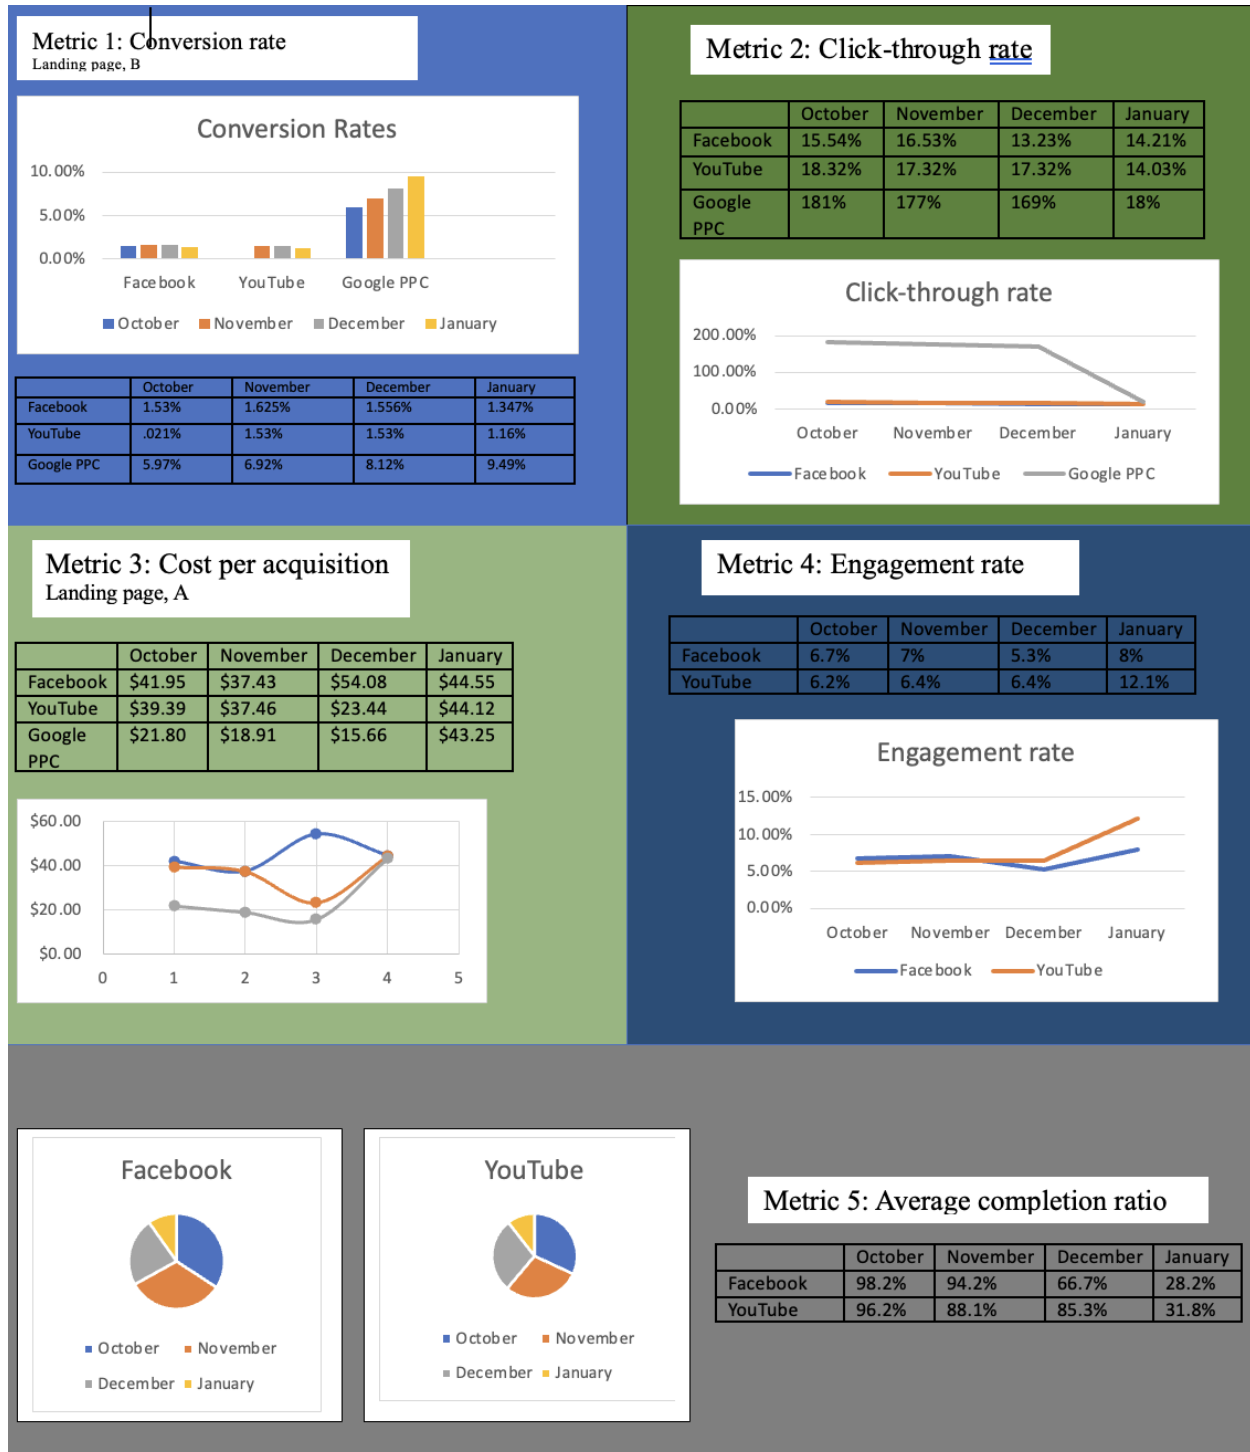 Metric 1: Conversion rate
Landing page, B
Conversion Rates
10.00%
5.00%
0.00%
Facebook YouTube Google PPC
October November December January
October November December January
Facebook 1.53% 1.625% 1.556% 1.347%
YouTube .021% 1.53% 1.53% 1.16%
Google PPC 5.97% 6.92% 8.12% 9.49%
Metric 2: Click-through rate
October November December January
Facebook 15.54% 16.53% 13.23% 14.21%
YouTube 18.32% 17.32% 17.32% 14.03%
Google 181% 177% 169% 18%
PPC
Click-through rate
200.00%
100.00%
0.00%
October November December January
Facebook YouTube Google PPC
Metric 3: Cost per acquisition
Landing page, A
October November December January
Facebook $41.95 $37.43 $54.08 $44.55
YouTube $39.39 $37.46 $23.44 $44.12
Google $21.80 $18.91 $15.66 $43.25
PPC
$60.00
$40.00
$20.00
$0.00
0 1 2 3 4 5
Metric 4: Engagement rate
October November December January
Facebook 6.7% 7% 5.3% 8%
YouTube 6.2% 6.4% 6.4% 12.1%
Engagement rate
15.00%
10.00%
5.00%
0.00%
October November December January
Facebook YouTube
Facebook
October November
December January
YouTube
October November
December January
Metric 5: Average completion ratio
October November December January
Facebook 98.2% 94.2% 66.7% 28.2%
YouTube 96.2% 88.1% 85.3% 31.8%